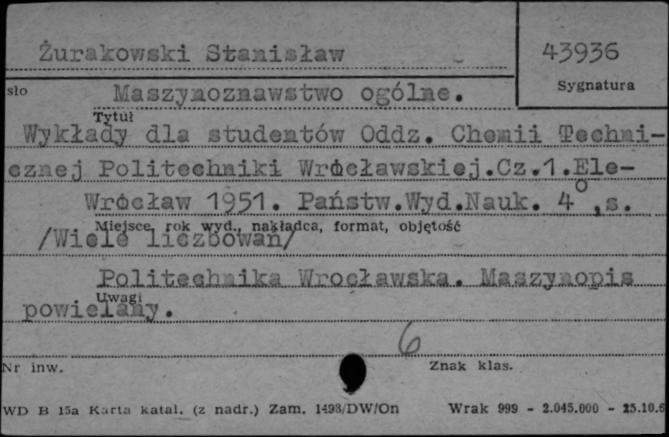 Żurakowski Stanisław
43936
Sygnatura
sło
Maszynoznawstwo ogólne.
Tytuł
Wykłady dla studentów Oddz. Chemii Techni-
cznej Politechniki Wrocławskiej.Cz.1.Ele-
Wrócław 1951. Państw.Wyd.Nauk. 4°,s.
Miejsce, rok wyd., nakładca, format, objętość
/Wiele liczbowań/
Politechnika Wrocławska. Maszynopis
Uwagi
powielany.
6
Nr inw.
Znak klas.
WD B 15a Karta katal. (z nadr.) Zam. 1498/DW/On Wrak 999 - 2.045.000 - 25.10.6